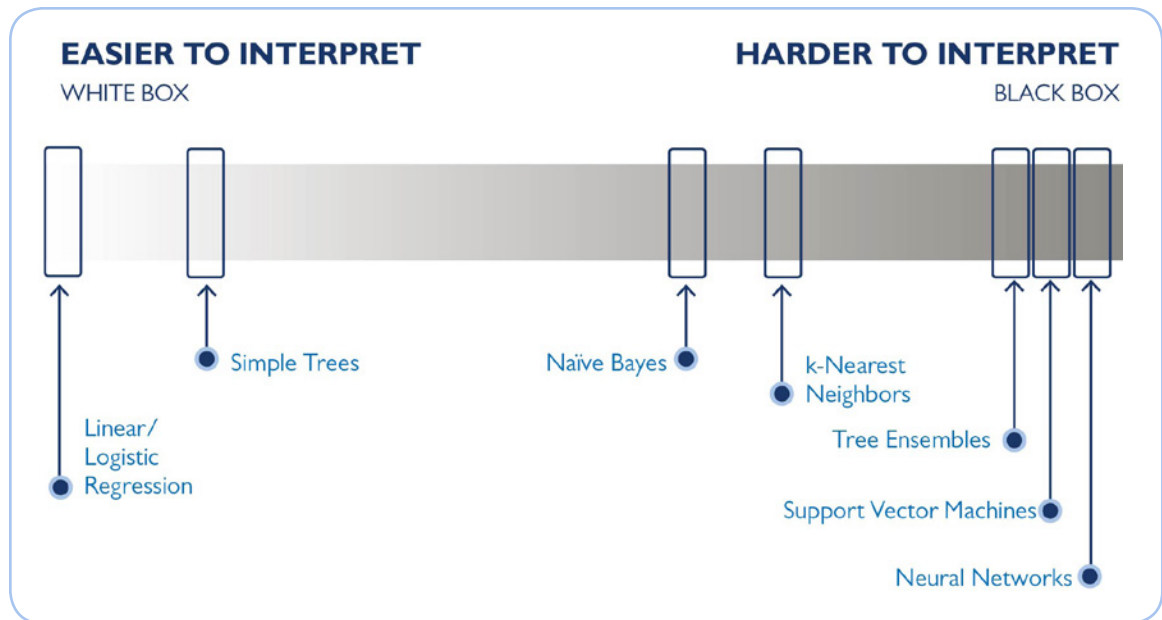 EASIER TO INTERPRET
WHITE BOX
HARDER TO INTERPRET
BLACK BOX
Linear/
Logistic
Regression
Simple Trees
Naïve Bayes
k-Nearest
Neighbors
Tree Ensembles
Support Vector Machines
Neural Networks